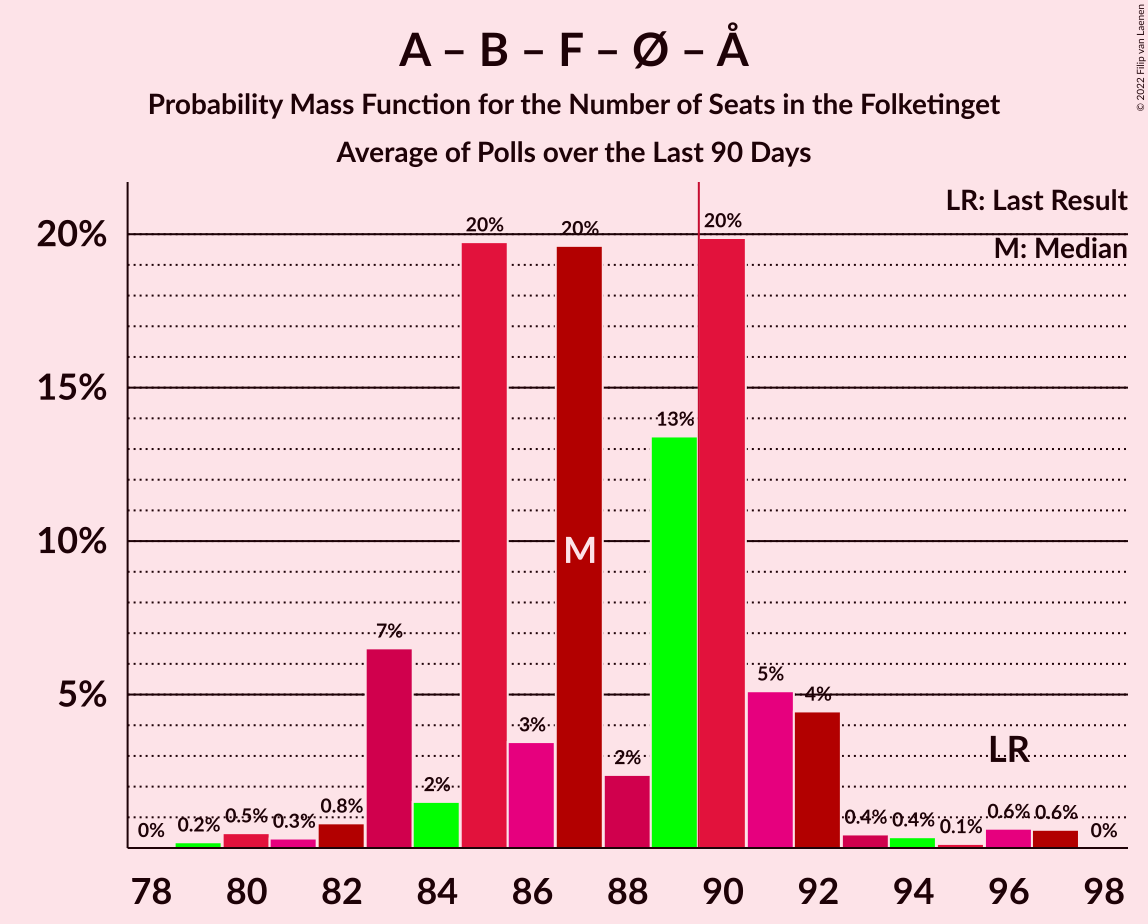 A – B – F – Ø – Å
Probability Mass Function for the Number of Seats in the Folketinget
Average of Polls over the Last 90 Days
© 2022 Filip van Laenen
LR: Last Result
M: Median
20%
15%
10%
5%
0%
0.2%
0.5%
0.3%
0.8%
7%
2%
20%
3%
20%
2%
13%
20%
5%
4%
0.4%
0.4%
0.1%
0.6%
0.6%
0%
M
LR
78 80 82 84 86 88 90 92 94 96 98